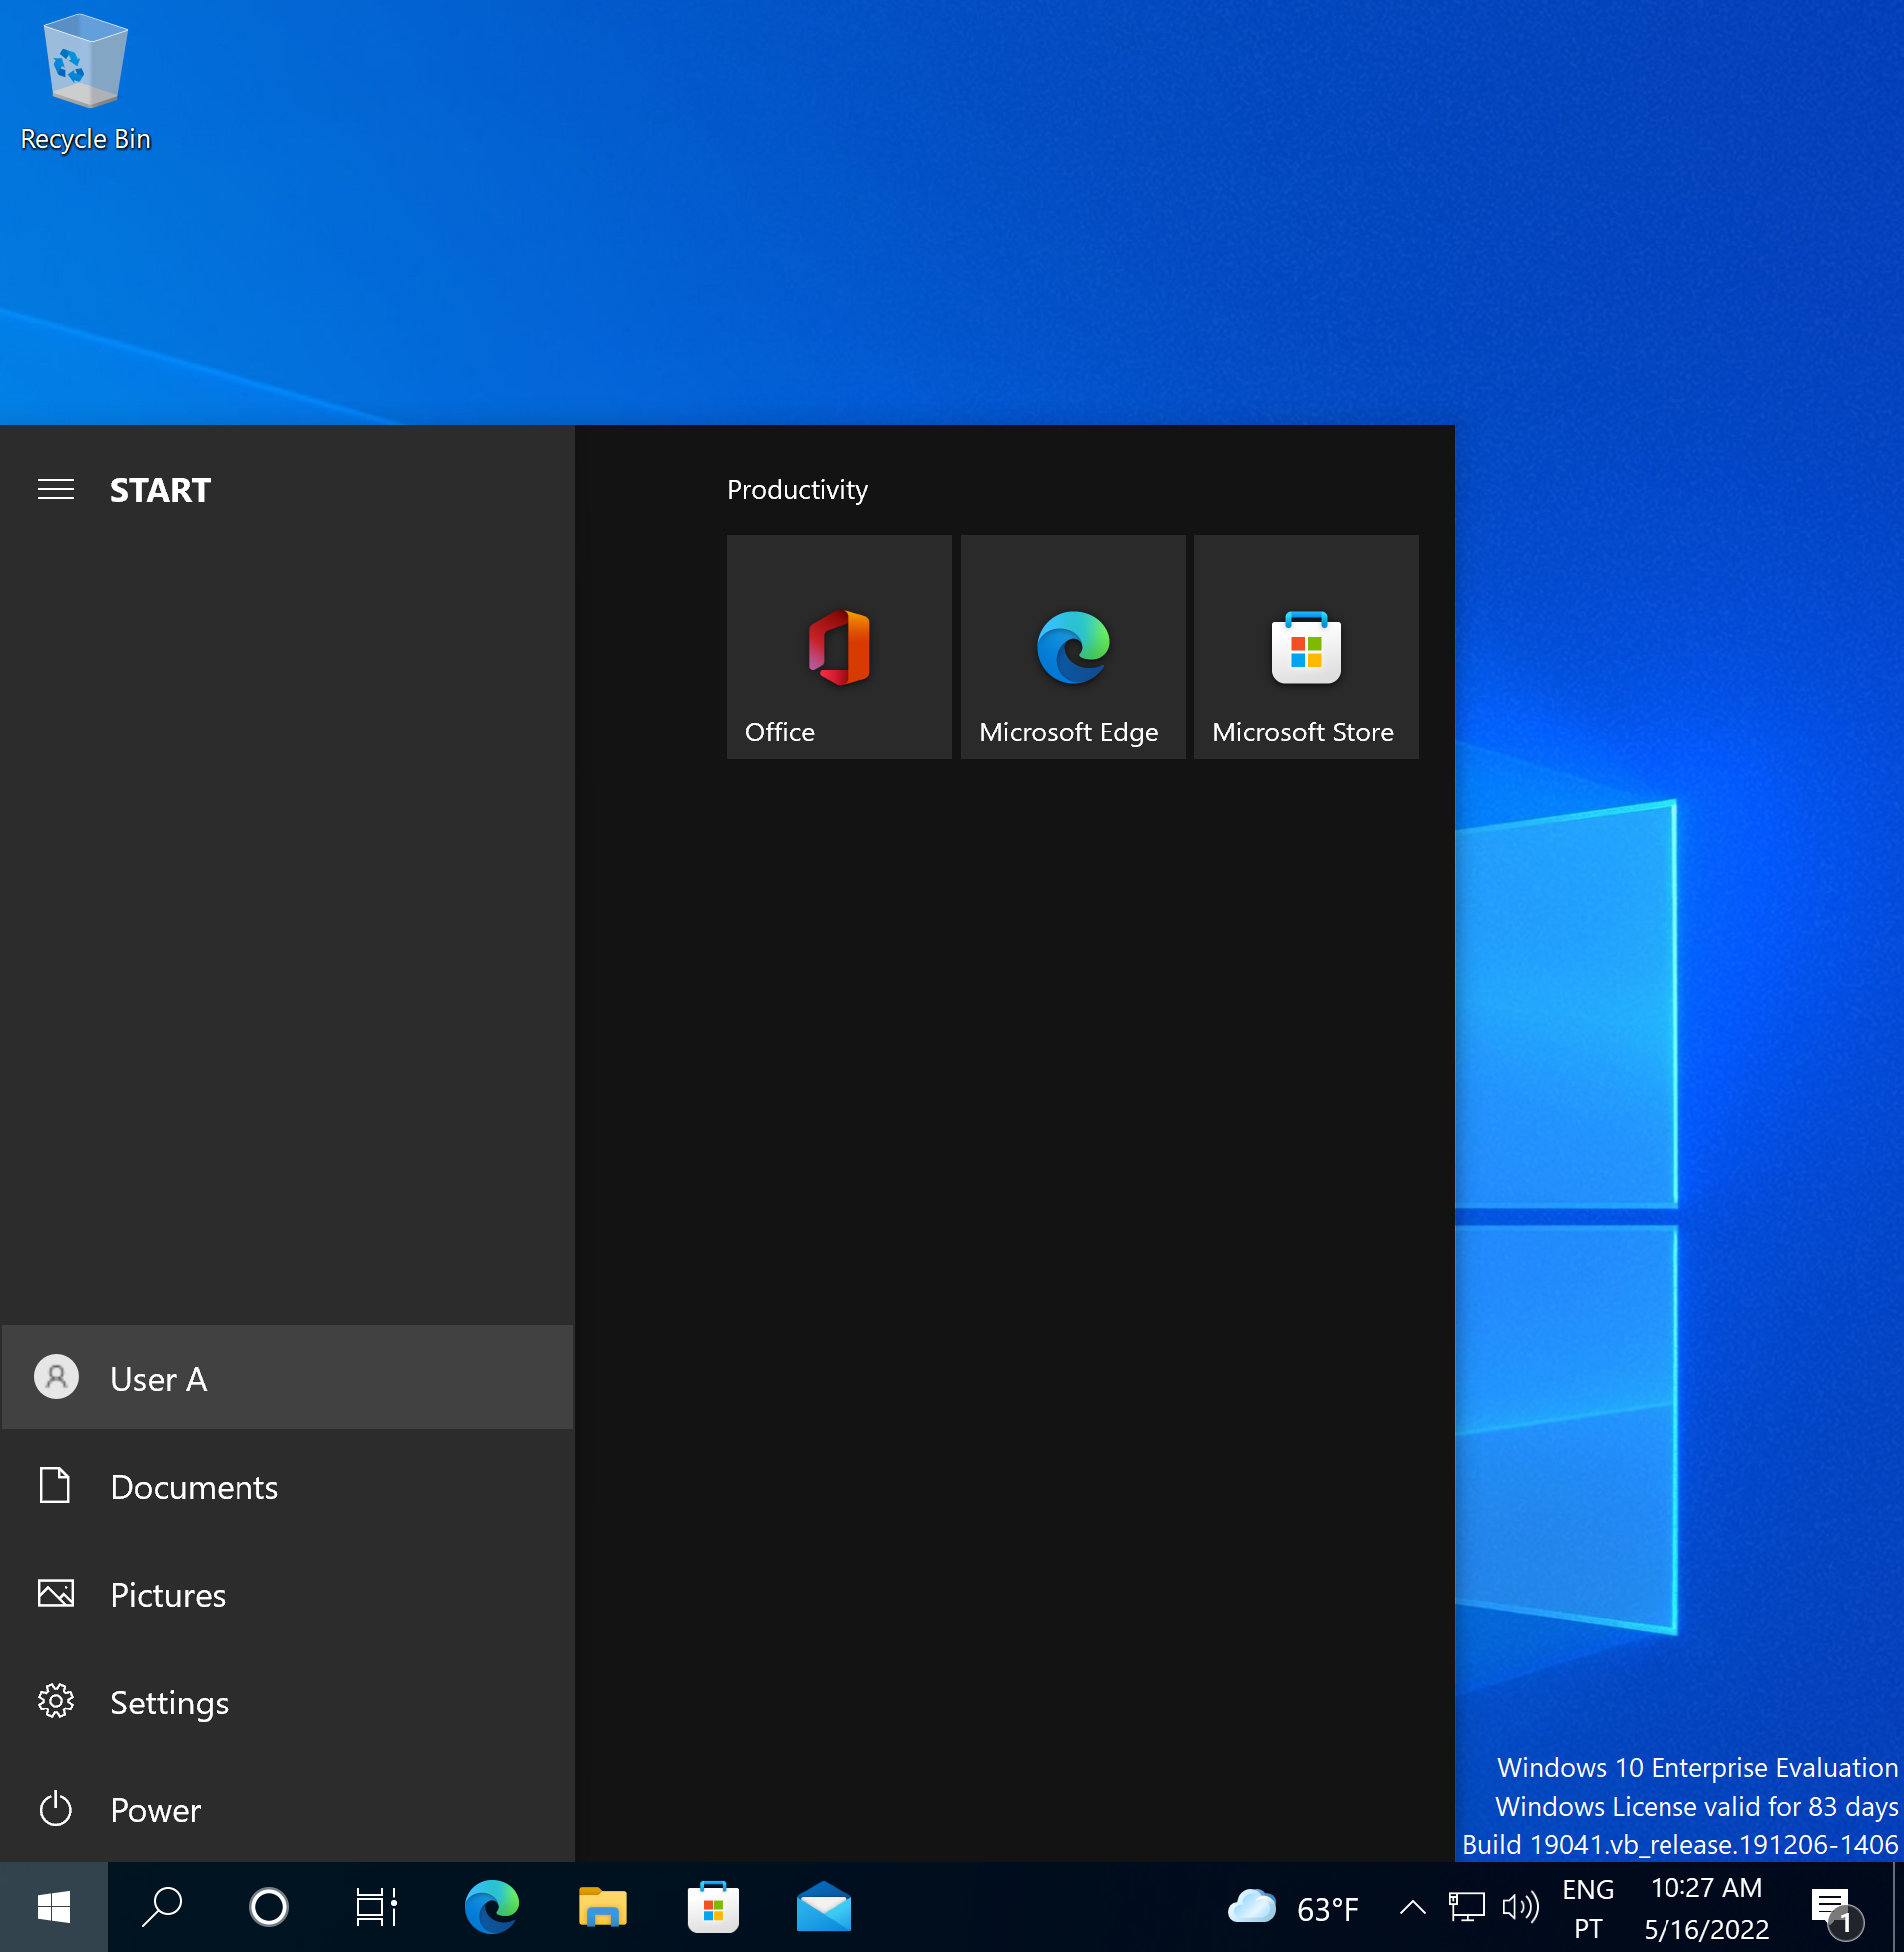 Recycle Bin
START
Productivity
Office
Microsoft Edge
Microsoft Store
User A
Documents
Pictures
Settings
Power
Windows 10 Enterprise Evaluation
Windows License valid for 83 days
Build 19041.vb_release.191206-1406
63°F
ENG
PT
10:27 AM
5/16/2022
1